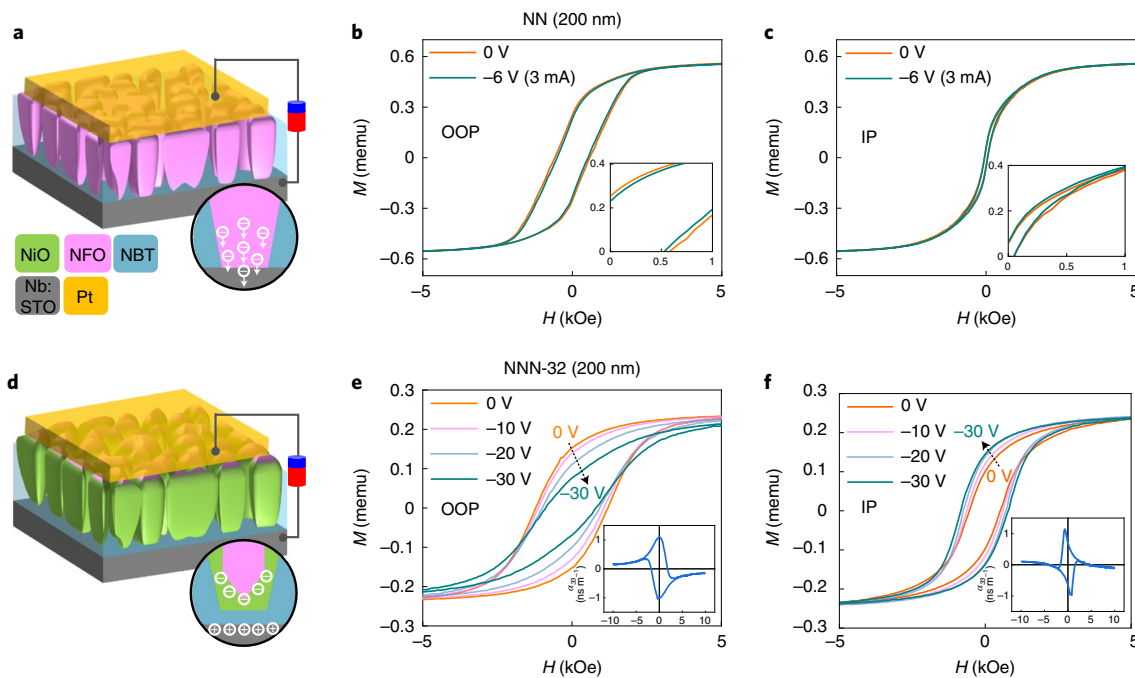 NN (200 nm)
a
NiO
NFO
NBT
Nb:
STO
Pt
b
0 V
–6 V (3 mA)
OOP
M (memu)
0.6
0.3
0
–0.3
–0.6
0.4
0.2
0
0
0.5
1
–5
0
5
H (kOe)
c
0 V
–6 V (3 mA)
IP
M (memu)
0.6
0.3
0
–0.3
–0.6
0.4
0.2
0
0
0.5
1
–5
0
5
H (kOe)
d
NNN-32 (200 nm)
e
0 V
–10 V
–20 V
–30 V
0 V
–30 V
OOP
M (memu)
0.3
0.2
0.1
0
–0.1
–0.2
–0.3
α33
(ns m–1)
1
0
–1
–10
–5
0
5
10
–5
0
5
H (kOe)
f
0 V
–10 V
–20 V
–30 V
–30 V
0 V
IP
M (memu)
0.3
0.2
0.1
0
–0.1
–0.2
–0.3
(ns m–1)
1
0
–1
–10
–5
0
5
10
–5
0
5
H (kOe)